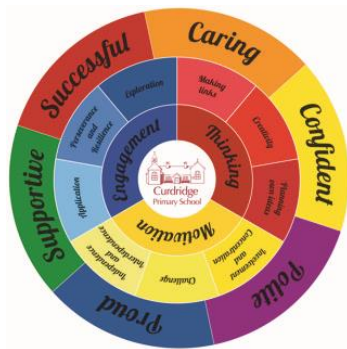 Successful
Caring
Confident
Polite
Proud
Supportive
Engagement
Thinking
Motivation
Application
Perseverance
and
Resilience
Exploration
Making
links
Creativity
Planning
own ideas
Involvement
and
Concentration
Challenge
Independence
and
Interdependence
Curdridge
Primary School